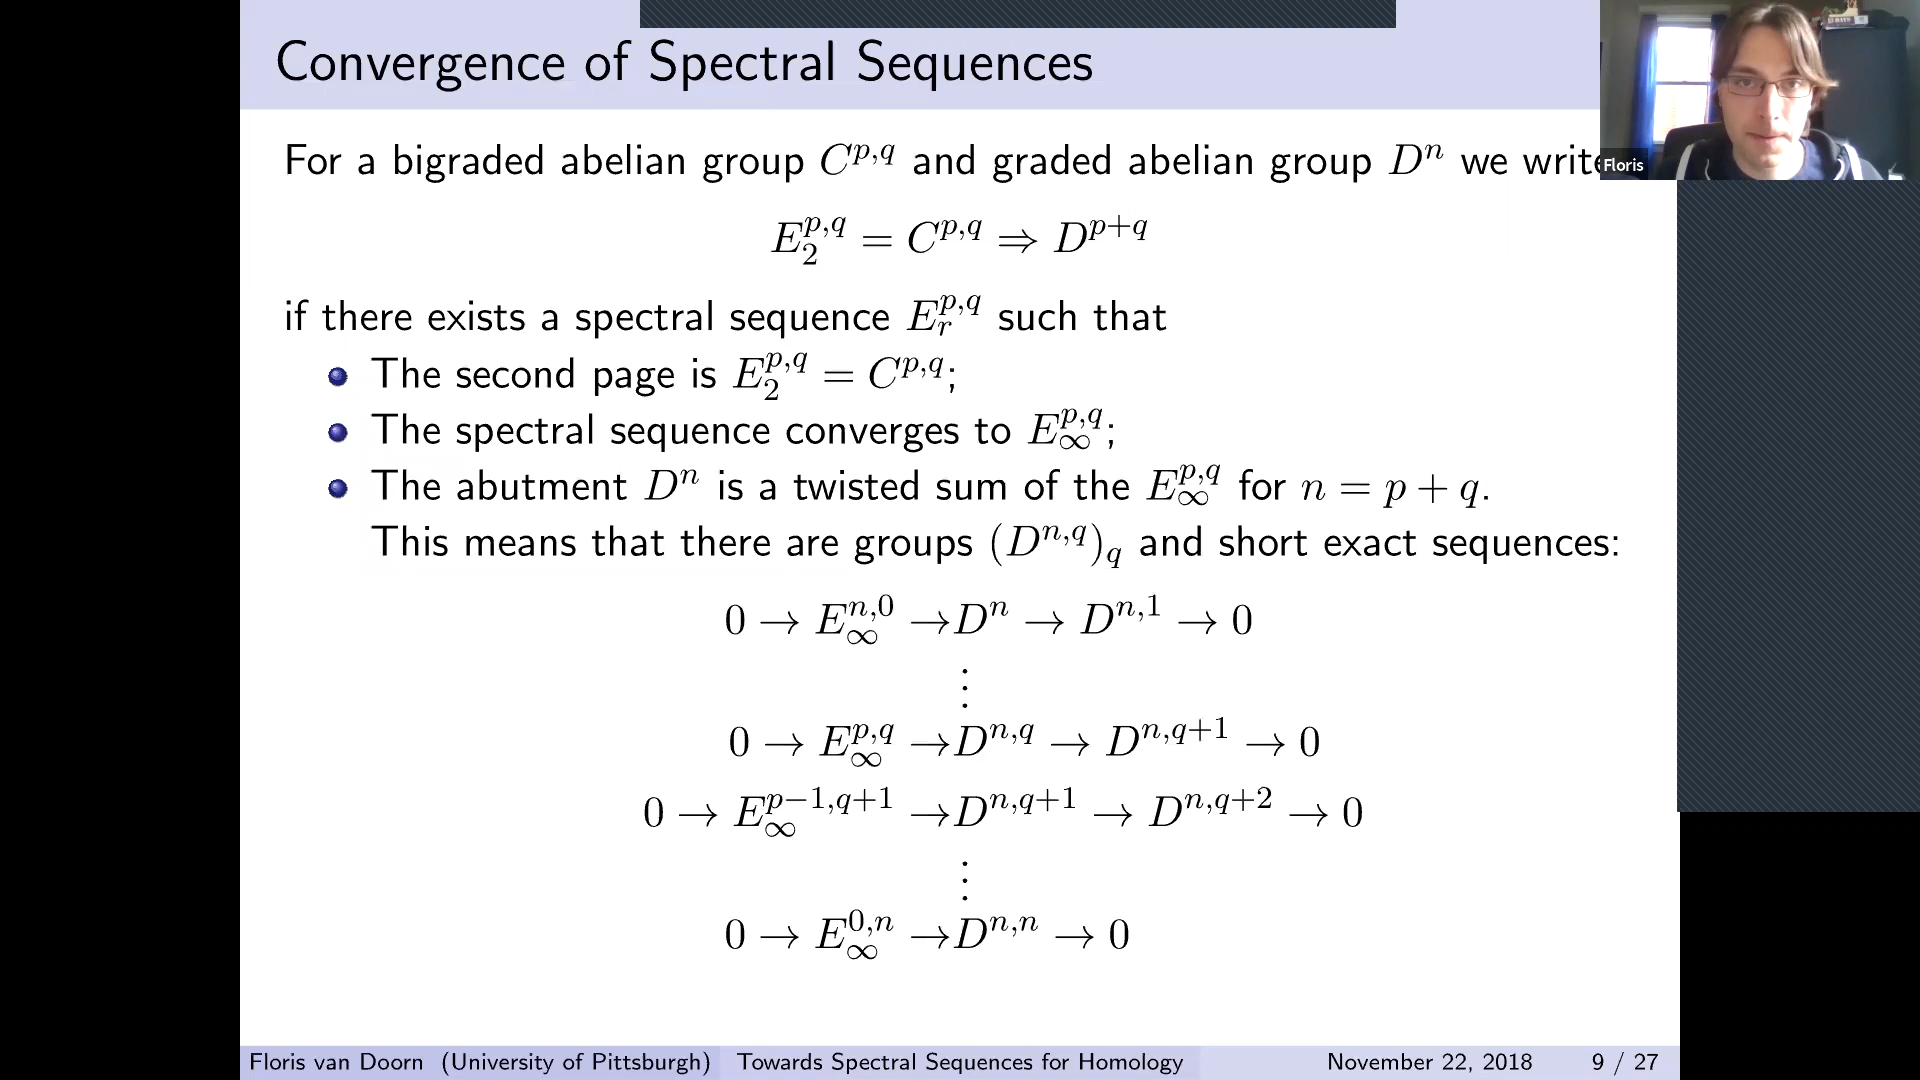 Convergence of Spectral Sequences
For a bigraded abelian group C^{p,q} and graded abelian group D^n we write
E_2^{p,q} = C^{p,q} ⇒ D^{p+q}
if there exists a spectral sequence E_r^{p,q} such that
The second page is E_2^{p,q} = C^{p,q};
The spectral sequence converges to E_∞^{p,q};
The abutment D^n is a twisted sum of the E_∞^{p,q} for n = p + q.
This means that there are groups (D^{n,q})_q and short exact sequences:
0 → E_∞^{n,0} → D^n → D^{n,1} → 0
⋮
0 → E_∞^{p,q} → D^{n,q} → D^{n,q+1} → 0
0 → E_∞^{p−1,q+1} → D^{n,q+1} → D^{n,q+2} → 0
⋮
0 → E_∞^{0,n} → D^{n,n} → 0
Floris van Doorn (University of Pittsburgh) Towards Spectral Sequences for Homology November 22, 2018 9 / 27
Floris